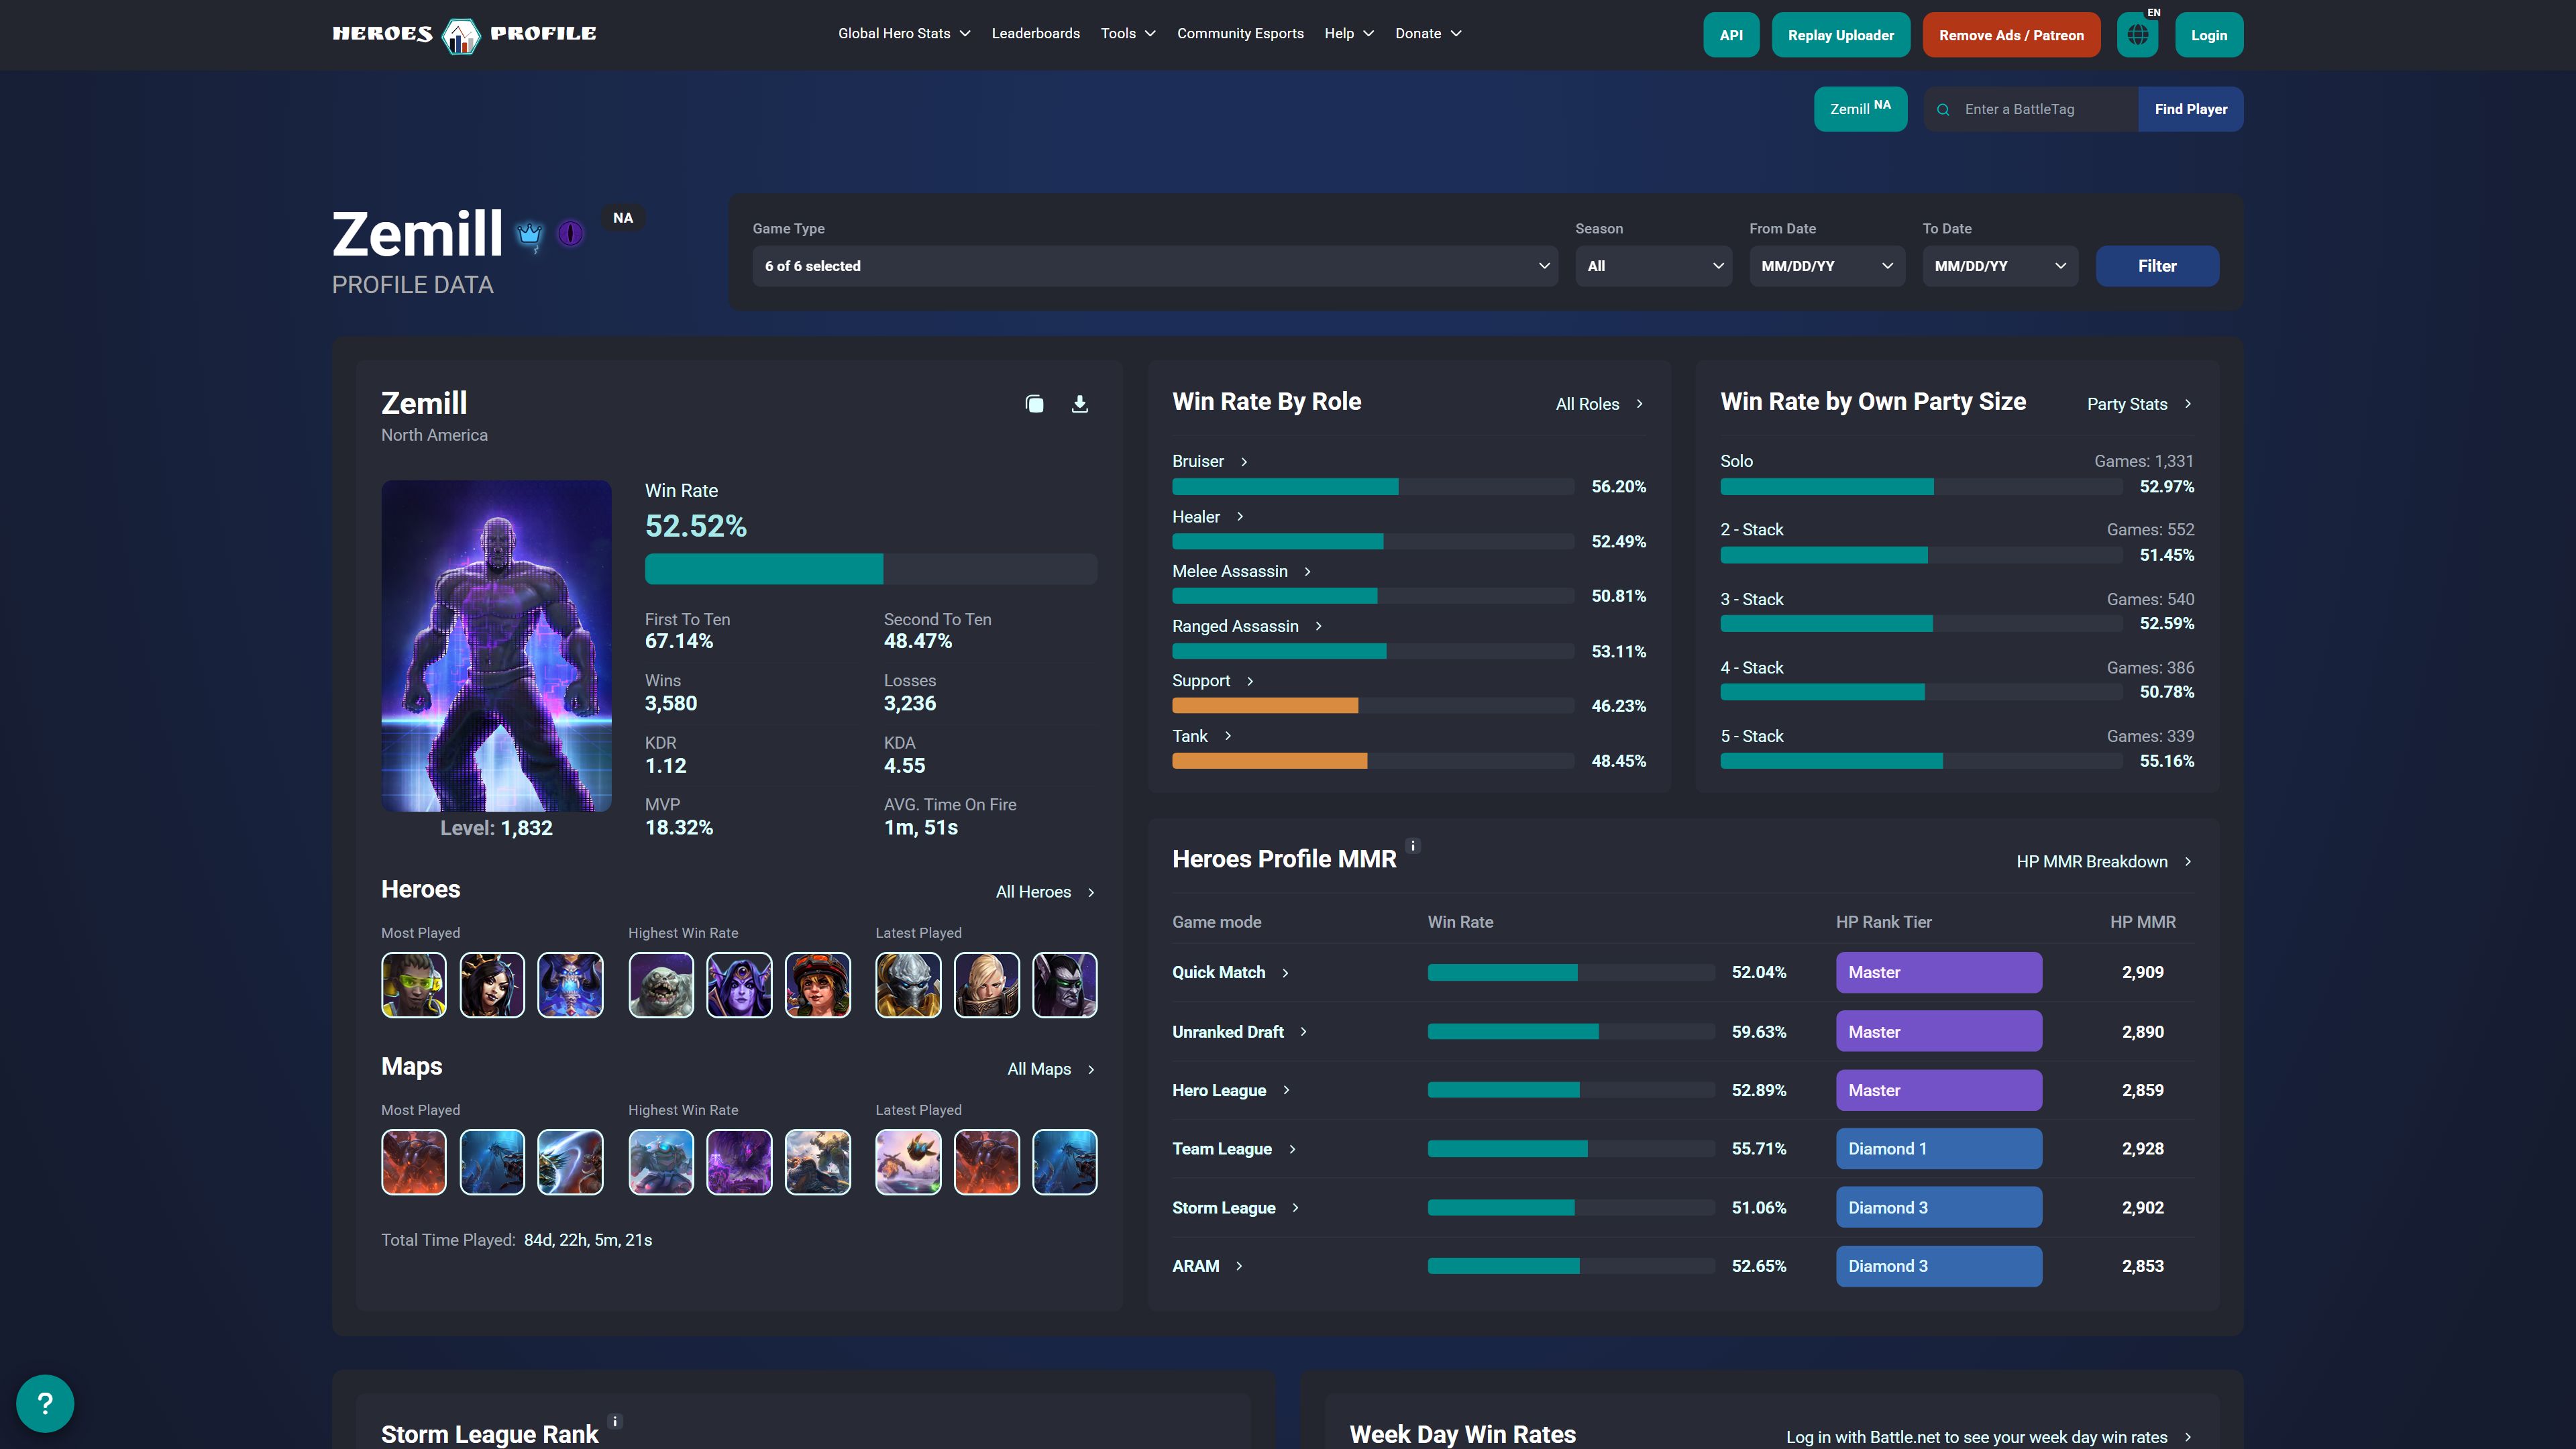 HEROES PROFILE
Global Hero Stats
Leaderboards
Tools
Community Esports
Help
Donate
API
Replay Uploader
Remove Ads / Patreon
EN
Login
Zemill NA
Enter a BattleTag
Find Player
Zemill
NA
PROFILE DATA
Game Type
6 of 6 selected
Season
All
From Date
MM/DD/YY
To Date
MM/DD/YY
Filter
Zemill
North America
Win Rate
52.52%
First To Ten
67.14%
Second To Ten
48.47%
Wins
3,580
Losses
3,236
KDR
1.12
KDA
4.55
MVP
18.32%
AVG. Time On Fire
1m, 51s
Level: 1,832
Heroes
All Heroes
Most Played
Highest Win Rate
Latest Played
Maps
All Maps
Most Played
Highest Win Rate
Latest Played
Total Time Played: 84d, 22h, 5m, 21s
Win Rate By Role
All Roles
Bruiser
56.20%
Healer
52.49%
Melee Assassin
50.81%
Ranged Assassin
53.11%
Support
46.23%
Tank
48.45%
Win Rate by Own Party Size
Party Stats
Solo
Games: 1,331
52.97%
2 - Stack
Games: 552
51.45%
3 - Stack
Games: 540
52.59%
4 - Stack
Games: 386
50.78%
5 - Stack
Games: 339
55.16%
Heroes Profile MMR i
HP MMR Breakdown
Game mode Win Rate HP Rank Tier HP MMR
Quick Match 52.04% Master 2,909
Unranked Draft 59.63% Master 2,890
Hero League 52.89% Master 2,859
Team League 55.71% Diamond 1 2,928
Storm League 51.06% Diamond 3 2,902
ARAM 52.65% Diamond 3 2,853
?
Storm League Rank i
Week Day Win Rates
Log in with Battle.net to see your week day win rates